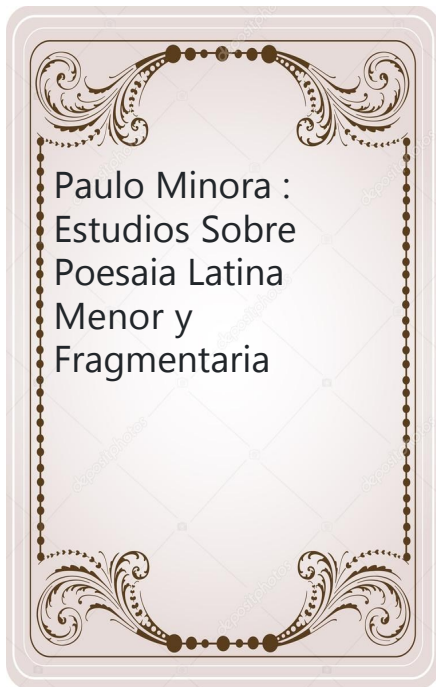 Paulo Minora :
Estudios Sobre
Poesaia Latina
Menor y
Fragmentaria